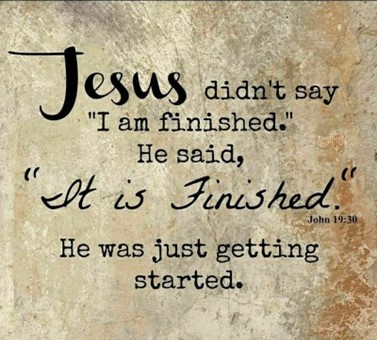 Jesus didn't say
"I am finished."
He said,
"It is Finished."
John 19:30
He was just getting
started.